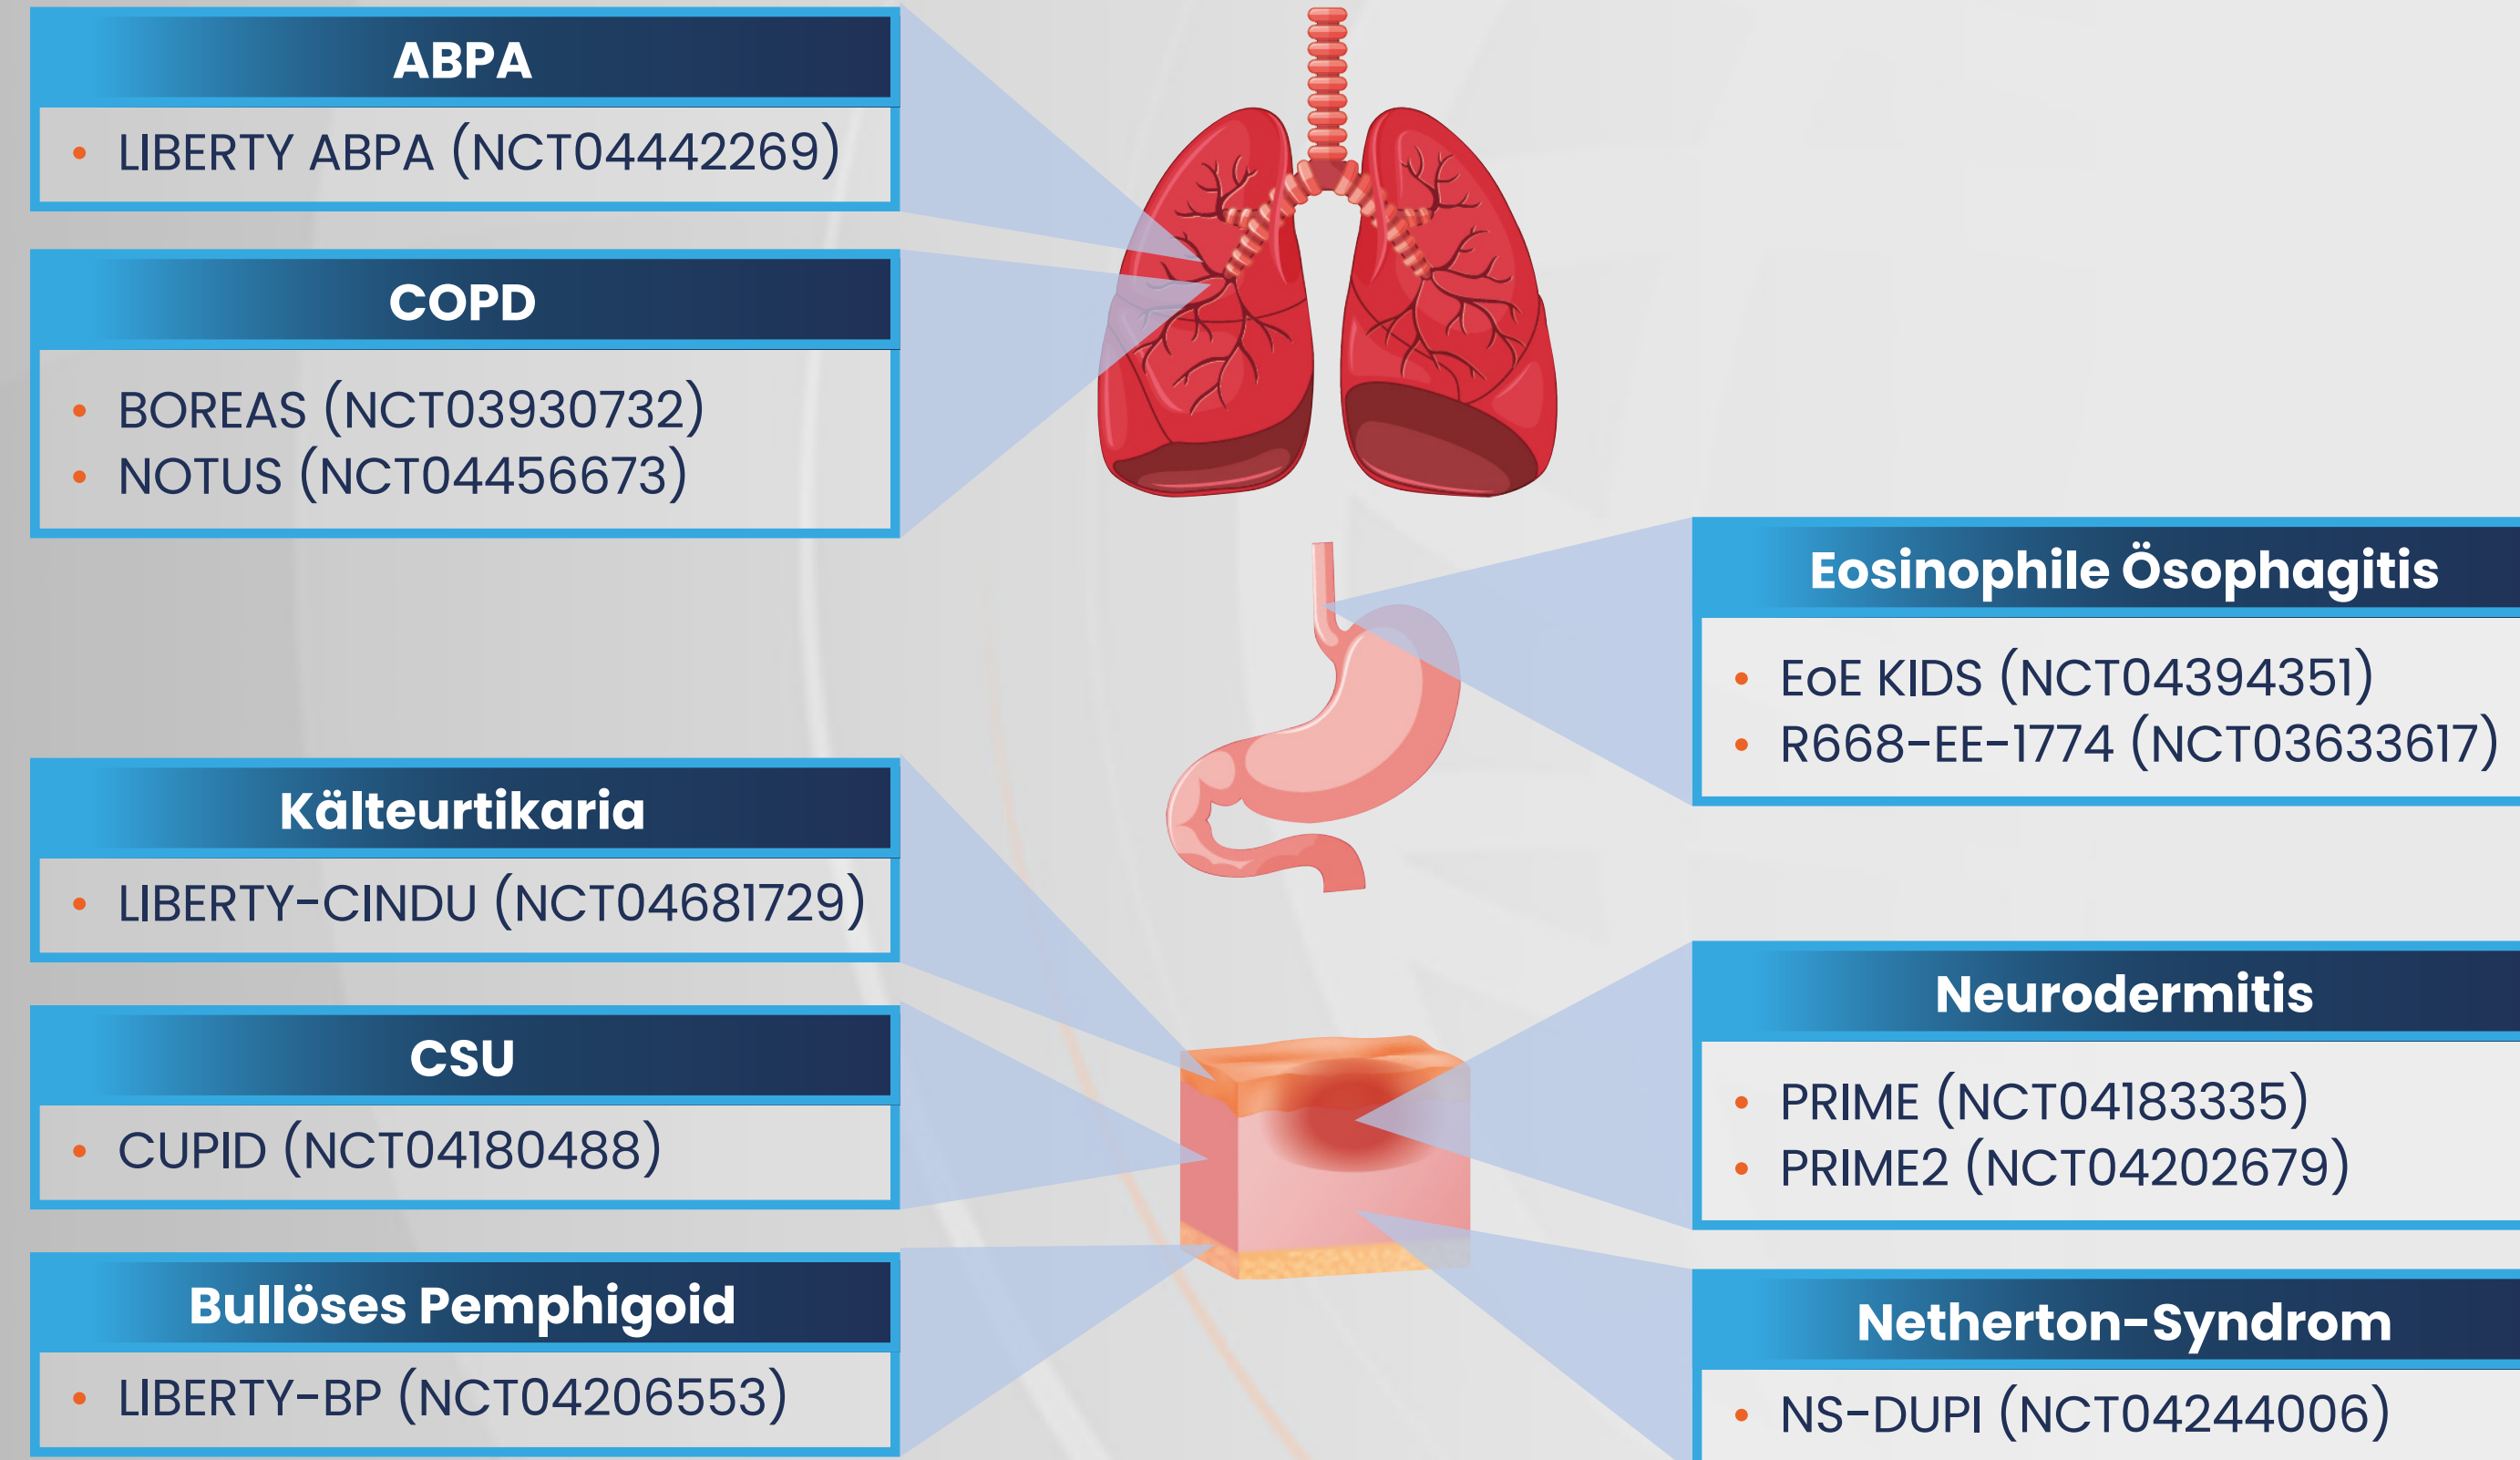 ABPA
• LIBERTY ABPA (NCT04442269)
COPD
• BOREAS (NCT03930732)
• NOTUS (NCT04456673)
Kälteurtikaria
• LIBERTY-CINDU (NCT04681729)
CSU
• CUPID (NCT04180488)
Bullöses Pemphigoid
• LIBERTY-BP (NCT04206553)
Eosinophile Ösophagitis
• EoE KIDS (NCT04394351)
• R668-EE-1774 (NCT03633617)
Neurodermitis
• PRIME (NCT04183335)
• PRIME2 (NCT04202679)
Netherton-Syndrom
• NS-DUPI (NCT04244006)